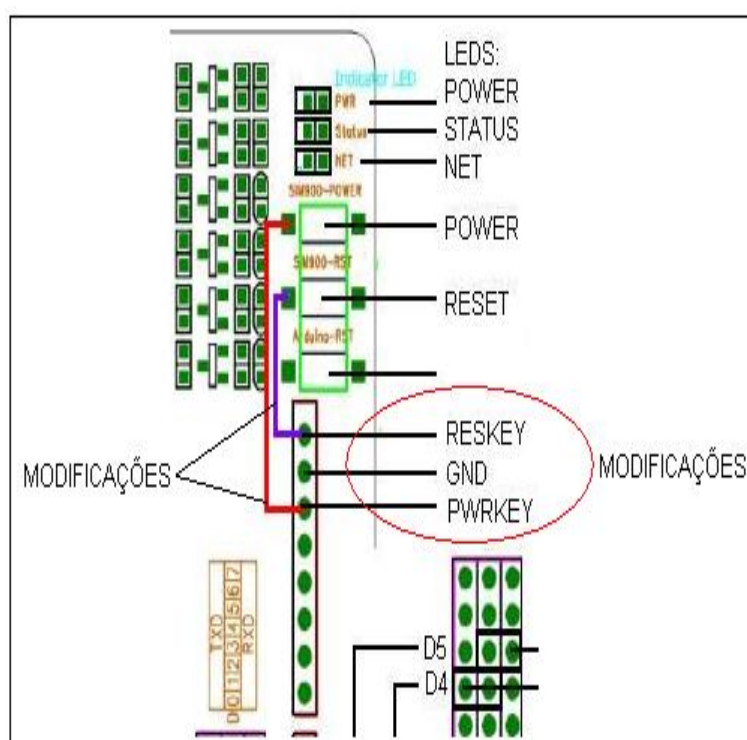 LEDS:
Indicator LED
PWR
POWER
Status
STATUS
NET
NET
SIM900-POWER
POWER
SIM900-RST
RESET
Arduino-RST
RESKEY
GND
PWRKEY
MODIFICAÇÕES
MODIFICAÇÕES
TXD
RXD
D 0 1 2 3 4 5 6 7
D5
D4